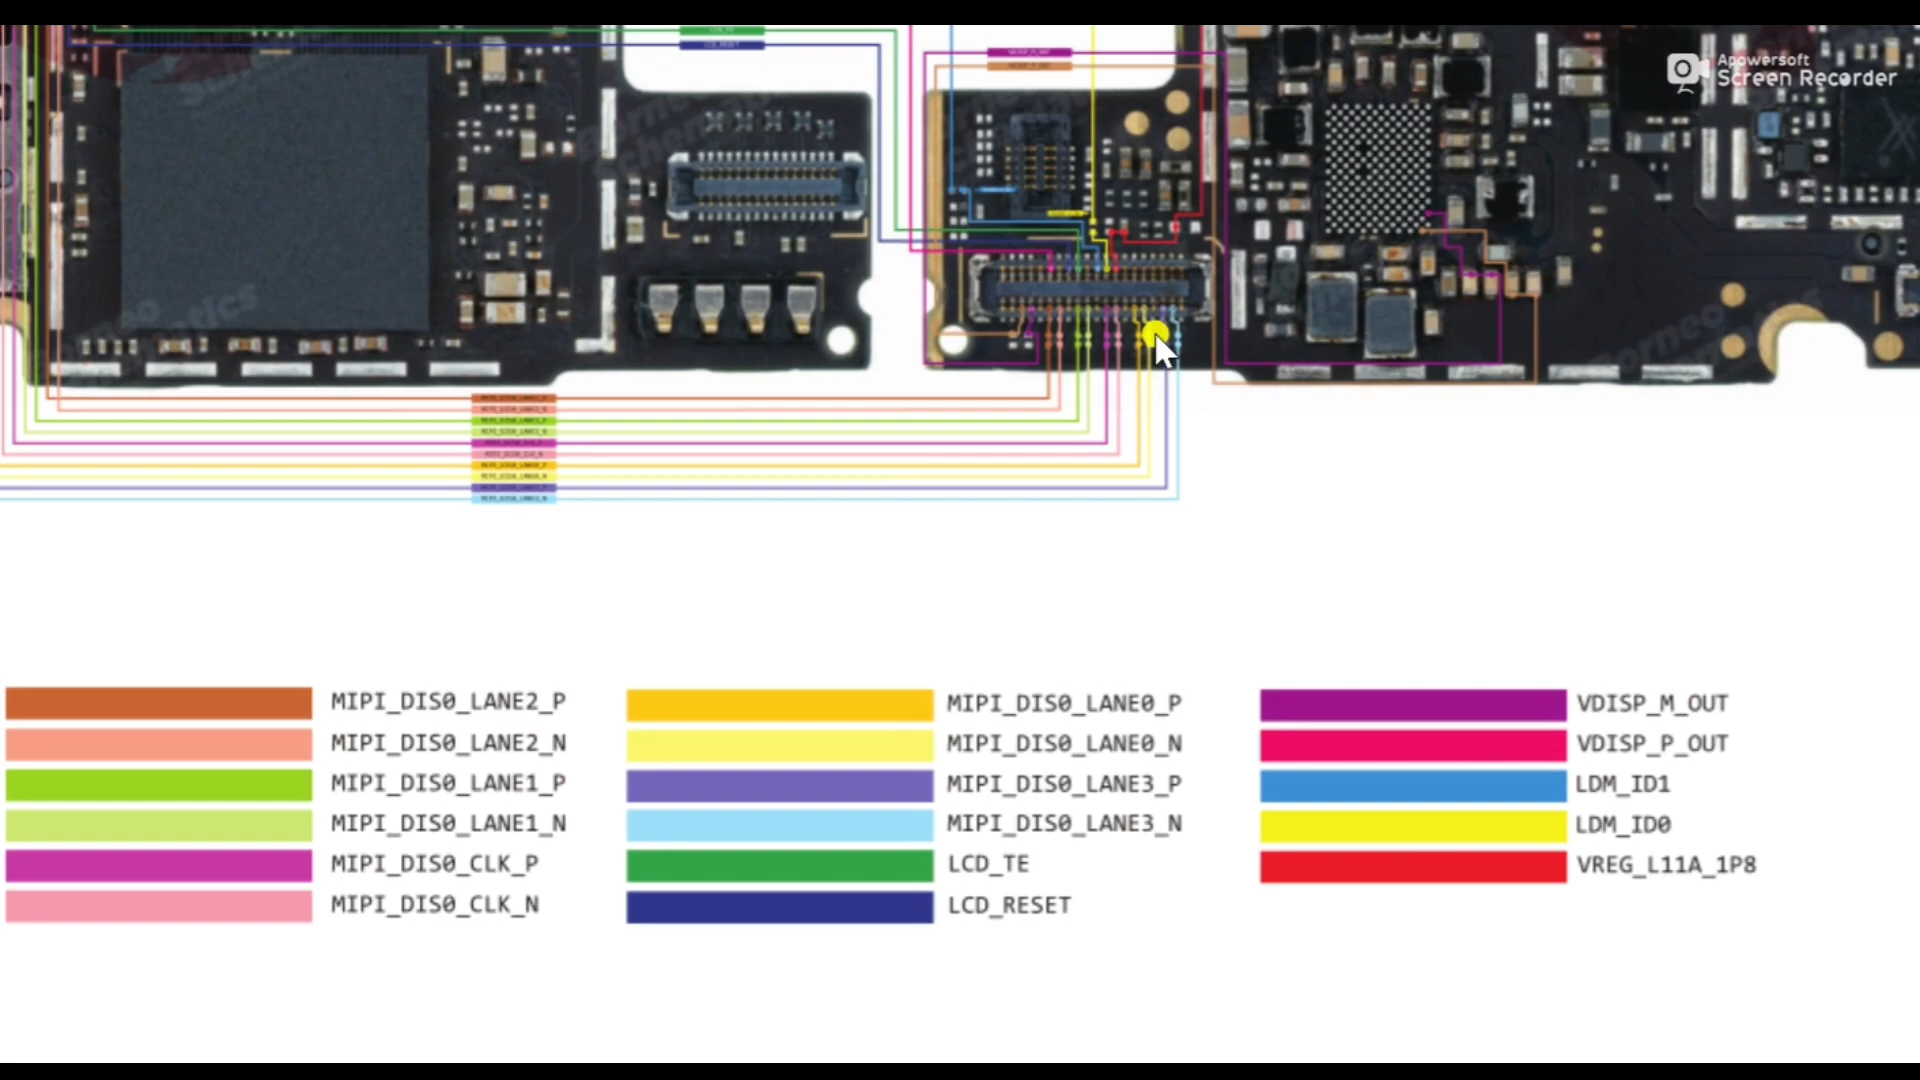 Apowersoft
Screen Recorder
LCD_RESET
MIPI_DIS0_LANE2_P
MIPI_DIS0_LANE2_N
MIPI_DIS0_LANE1_P
MIPI_DIS0_LANE1_N
MIPI_DIS0_CLK_P
MIPI_DIS0_CLK_N
MIPI_DIS0_LANE0_P
MIPI_DIS0_LANE0_N
MIPI_DIS0_LANE3_P
MIPI_DIS0_LANE3_N
LCD_TE
LCD_RESET
VDISP_M_OUT
VDISP_P_OUT
LDM_ID1
LDM_ID0
VREG_L11A_1P8